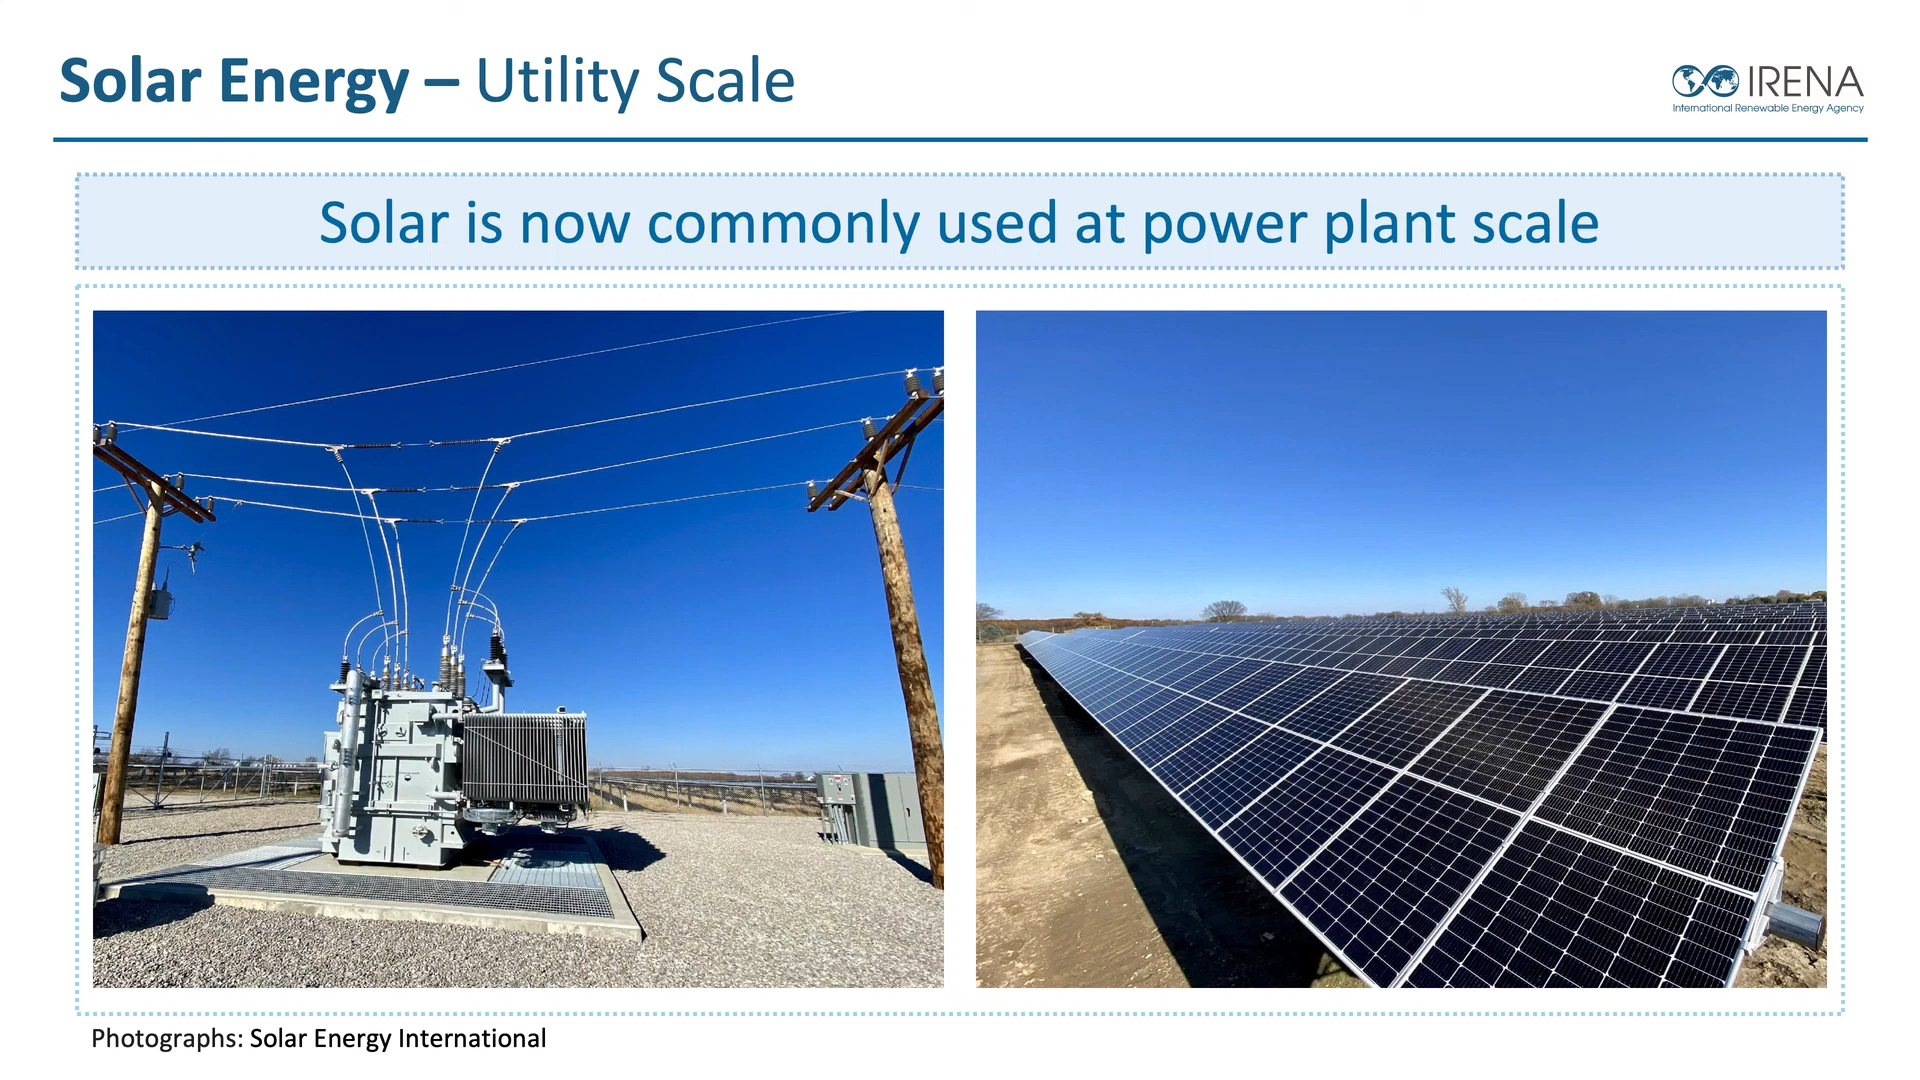 Solar Energy – Utility Scale
IRENA
International Renewable Energy Agency
Solar is now commonly used at power plant scale
Photographs: Solar Energy International